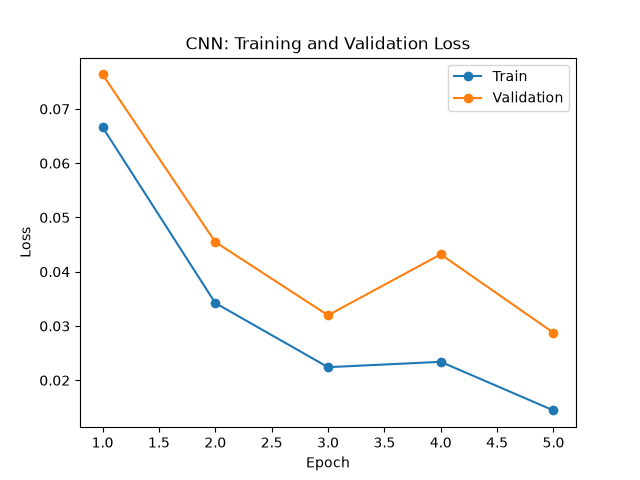 CNN: Training and Validation Loss
Train
Validation
0.07
0.06
0.05
0.04
0.03
0.02
Loss
1.0 1.5 2.0 2.5 3.0 3.5 4.0 4.5 5.0
Epoch